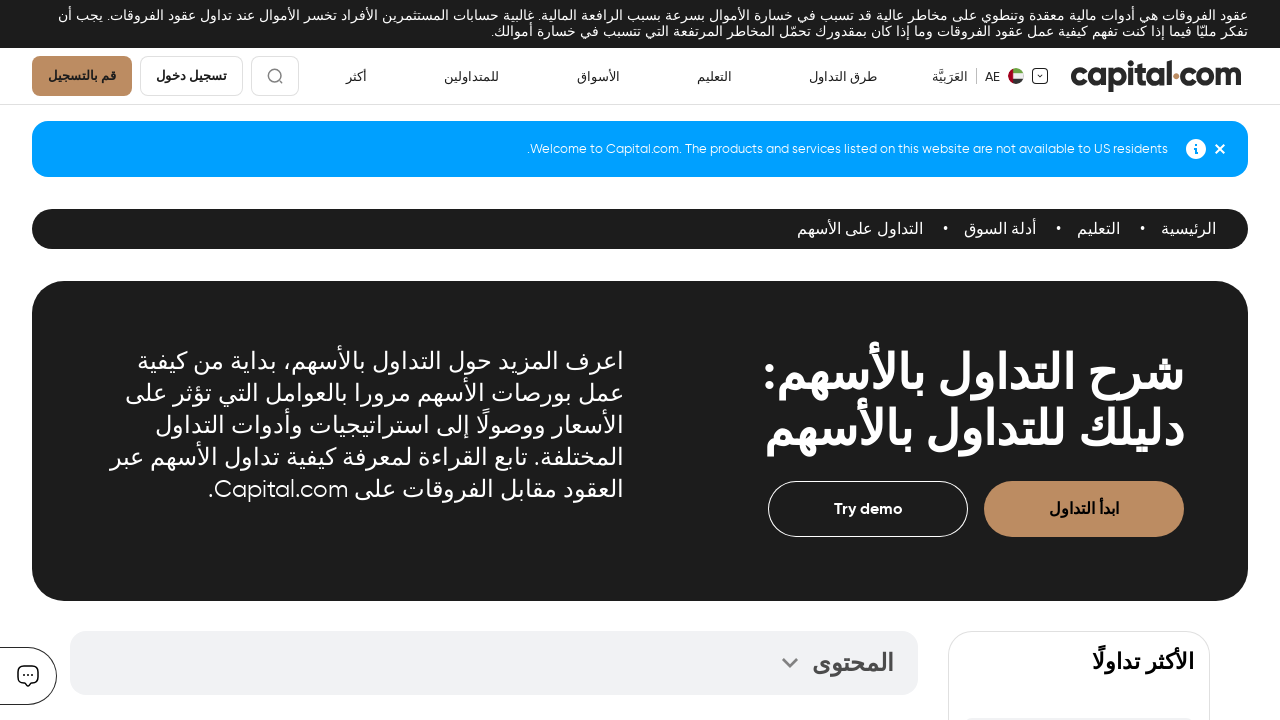 عقود الفروقات هي أدوات مالية معقدة وتنطوي على مخاطر عالية قد تسبب في خسارة الأموال بسرعة بسبب الرافعة المالية. غالبية حسابات المستثمرين الأفراد تخسر الأموال عند تداول عقود الفروقات. يجب أن
تفكر مليّا فيما إذا كنت تفهم كيفية عمل عقود الفروقات وما إذا كان بمقدورك تحمّل المخاطر المرتفعة التي تتسبب في خسارة أموالك.
capital.com
AE العَرَبيَّة
طرق التداول
التعليم
الأسواق
للمتداولين
أكثر
تسجيل دخول
قم بالتسجيل
Welcome to Capital.com. The products and services listed on this website are not available to US residents.
الرئيسية • التعليم • أدلة السوق • التداول على الأسهم
شرح التداول بالأسهم:
دليلك للتداول بالأسهم
ابدأ التداول
Try demo
اعرف المزيد حول التداول بالأسهم، بداية من كيفية
عمل بورصات الأسهم مرورا بالعوامل التي تؤثر على
الأسعار ووصولًا إلى استراتيجيات وأدوات التداول
المختلفة. تابع القراءة لمعرفة كيفية تداول الأسهم عبر
العقود مقابل الفروقات على Capital.com.
الأكثر تداولًا
المحتوى